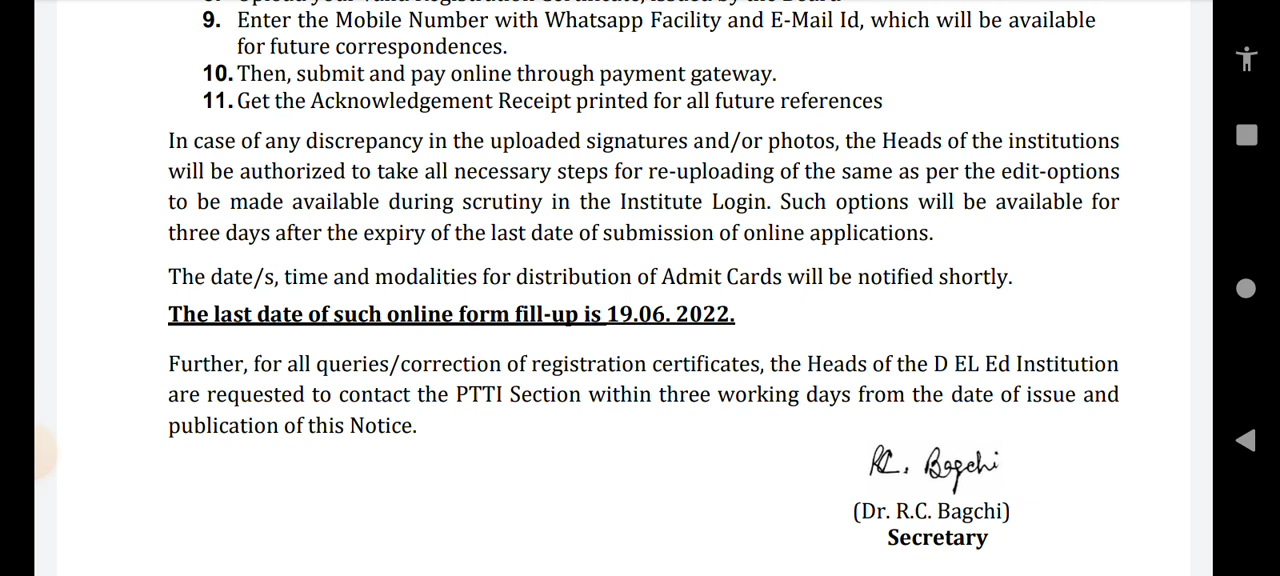 9. Enter the Mobile Number with Whatsapp Facility and E-Mail Id, which will be available
for future correspondences.
10. Then, submit and pay online through payment gateway.
11. Get the Acknowledgement Receipt printed for all future references
In case of any discrepancy in the uploaded signatures and/or photos, the Heads of the institutions
will be authorized to take all necessary steps for re-uploading of the same as per the edit-options
to be made available during scrutiny in the Institute Login. Such options will be available for
three days after the expiry of the last date of submission of online applications.
The date/s, time and modalities for distribution of Admit Cards will be notified shortly.
The last date of such online form fill-up is 19.06. 2022.
Further, for all queries/correction of registration certificates, the Heads of the D EL Ed Institution
are requested to contact the PTTI Section within three working days from the date of issue and
publication of this Notice.
RC. Bagchi
(Dr. R.C. Bagchi)
Secretary